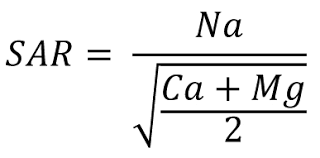 SAR = Na / √((Ca + Mg) / 2)